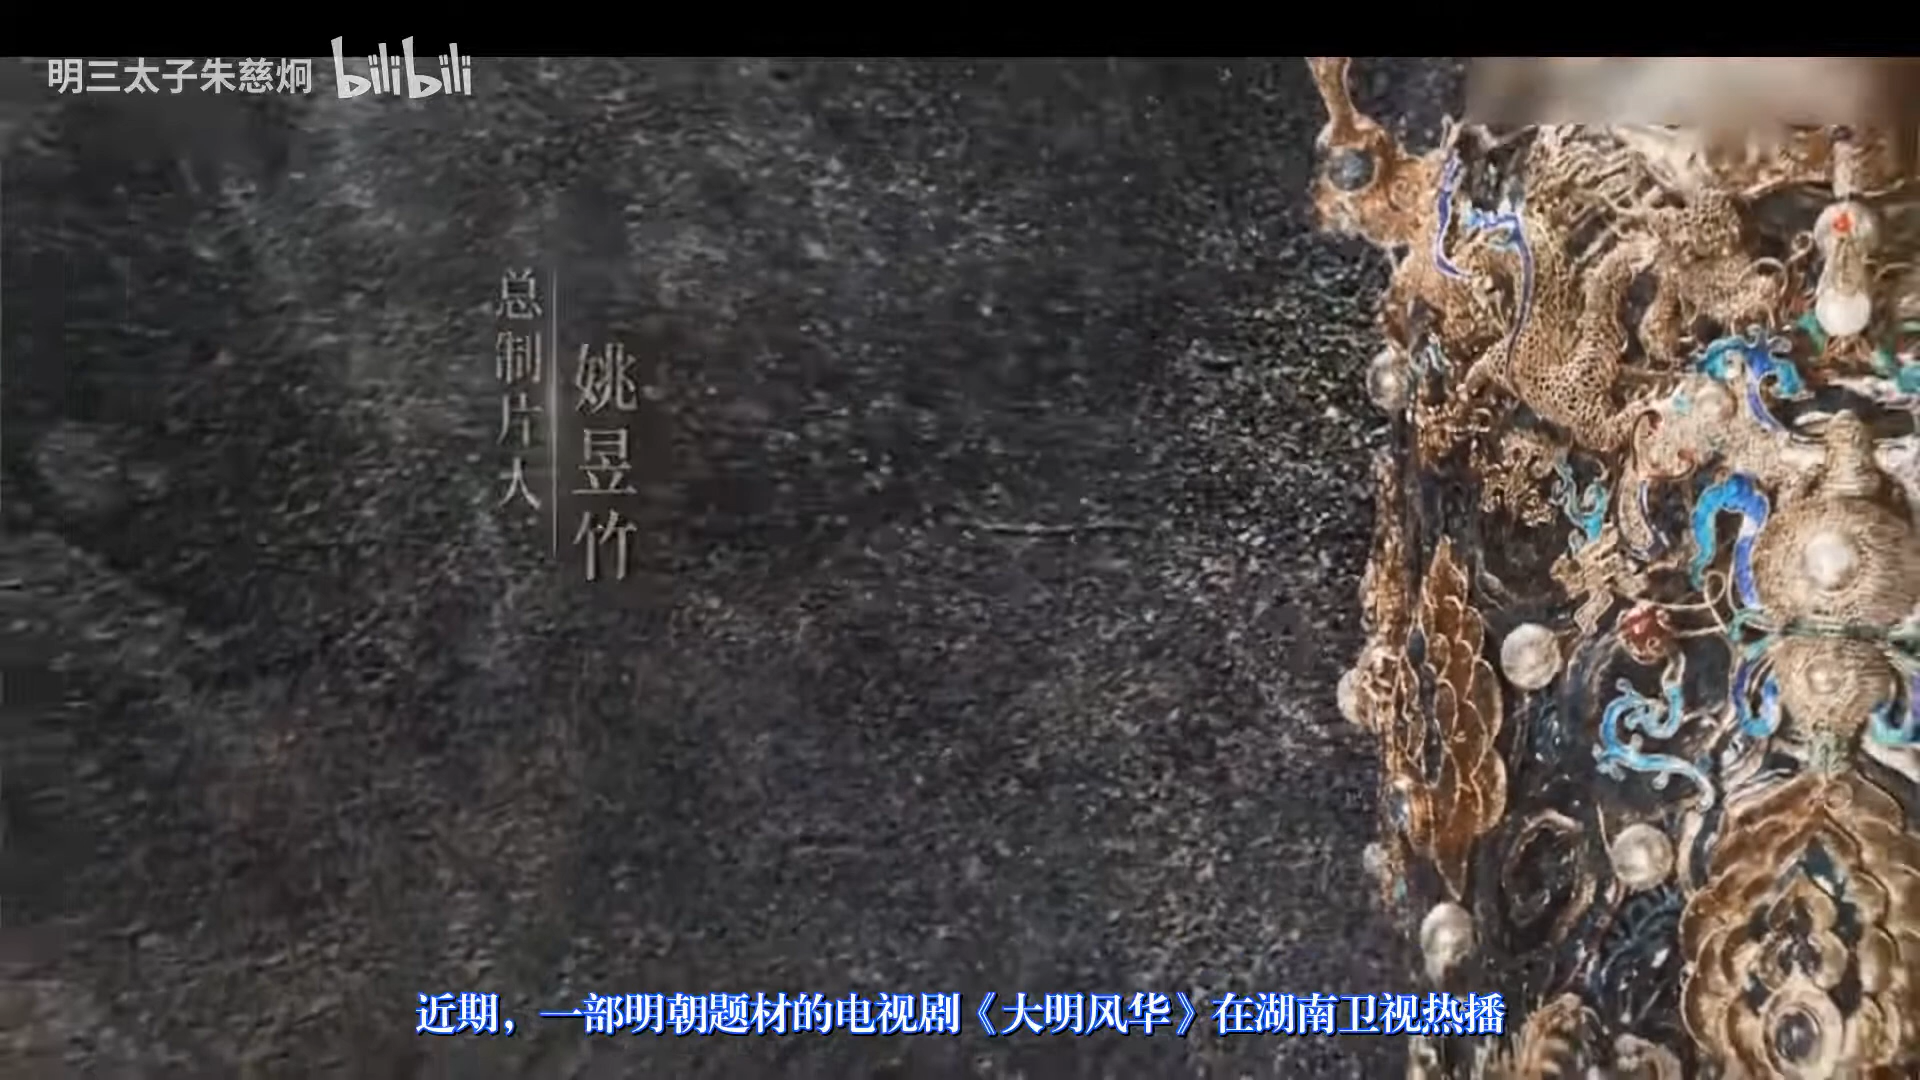 明三太子朱慈炯 bilibili
总制片人
姚昱竹
近期，一部明朝题材的电视剧《大明风华》在湖南卫视热播